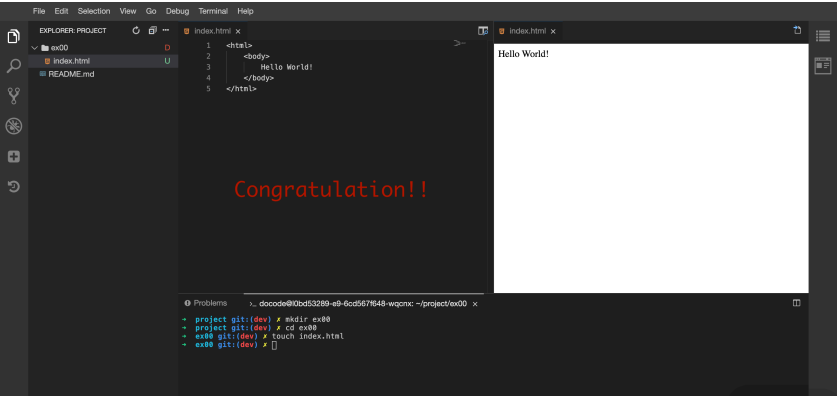 File Edit Selection View Go Debug Terminal Help
EXPLORER: PROJECT
ex00 D
index.html U
README.md
index.html ×
1 <html>
2 <body>
3 Hello World!
4 </body>
5 </html>
Congratulation!!
index.html ×
Hello World!
Problems
>_ docode@l0bd53289-e9-6cd567f648-wqcnx: ~/project/ex00 ×
→ project git:(dev) ✗ mkdir ex00
→ project git:(dev) ✗ cd ex00
→ ex00 git:(dev) ✗ touch index.html
→ ex00 git:(dev) ✗